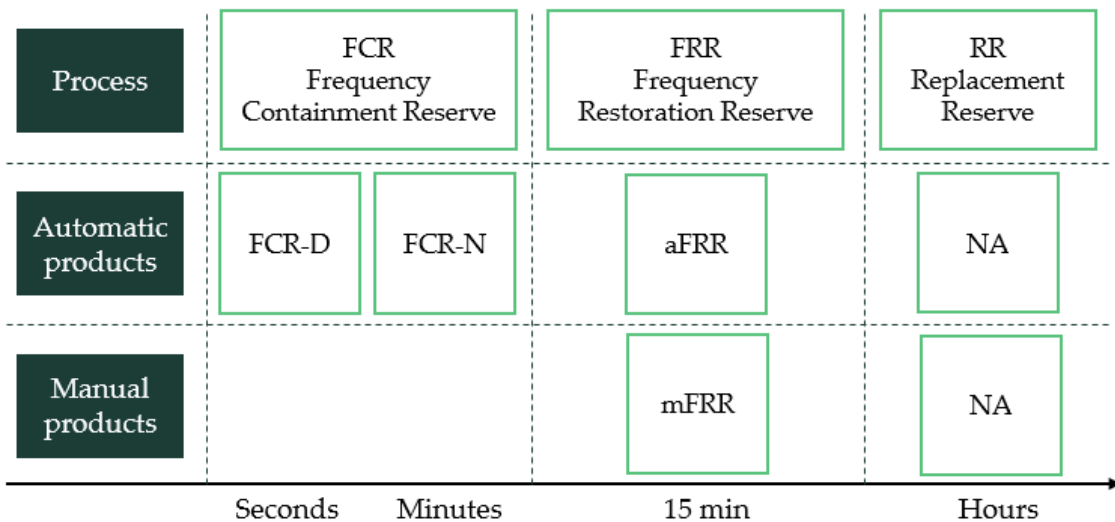 Process
FCR
Frequency
Containment Reserve
FRR
Frequency
Restoration Reserve
RR
Replacement
Reserve
Automatic
products
FCR-D
FCR-N
aFRR
NA
Manual
products
mFRR
NA
Seconds
Minutes
15 min
Hours